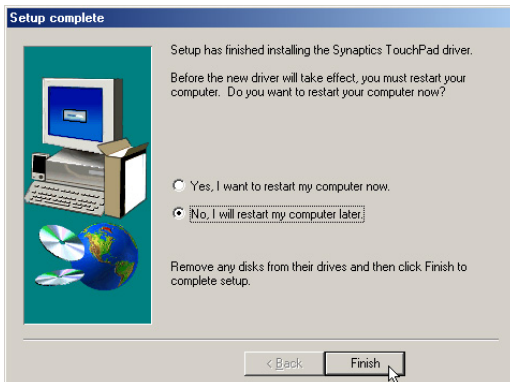 Setup complete
Setup has finished installing the Synaptics TouchPad driver.
Before the new driver will take effect, you must restart your
computer. Do you want to restart your computer now?
Yes, I want to restart my computer now.
No, I will restart my computer later.
Remove any disks from their drives and then click Finish to
complete setup.
< Back
Finish